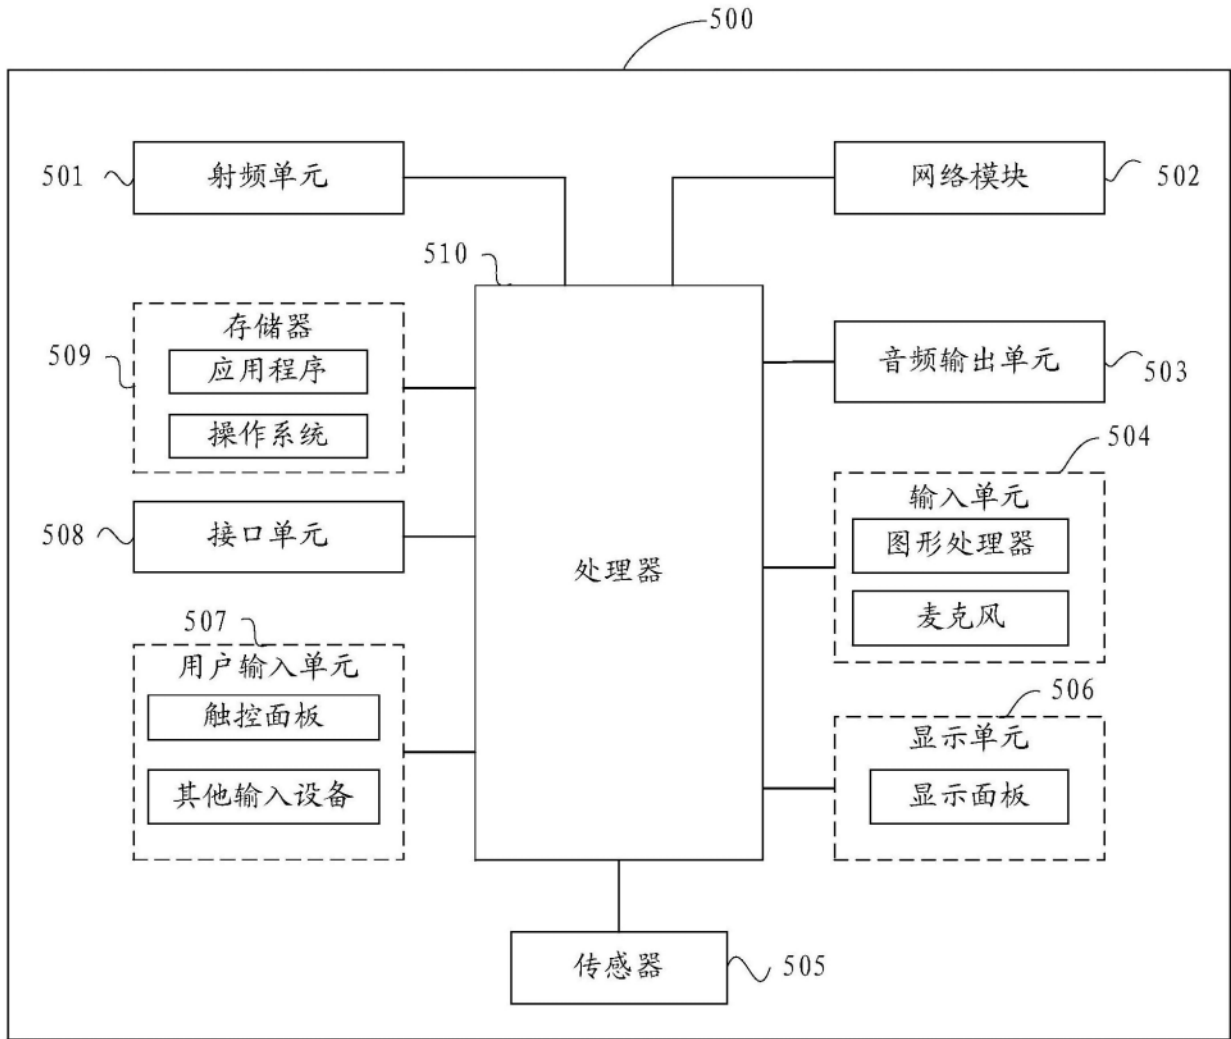 500
501
射频单元
网络模块
502
510
存储器
509
应用程序
操作系统
音频输出单元
503
504
输入单元
图形处理器
麦克风
508
接口单元
处理器
507
用户输入单元
触控面板
其他输入设备
506
显示单元
显示面板
传感器
505